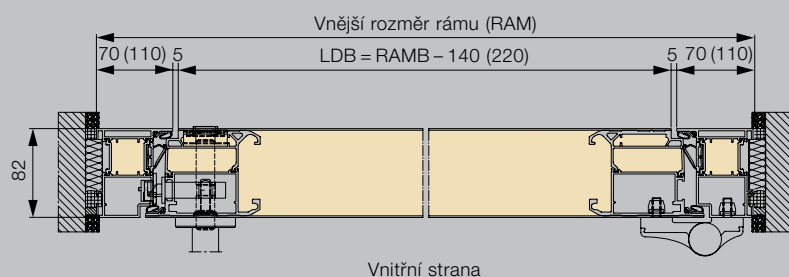 Vnější rozměr rámu (RAM)
70 (110) 5 LDB = RAMB – 140 (220) 5 70 (110)
82
Vnitřní strana